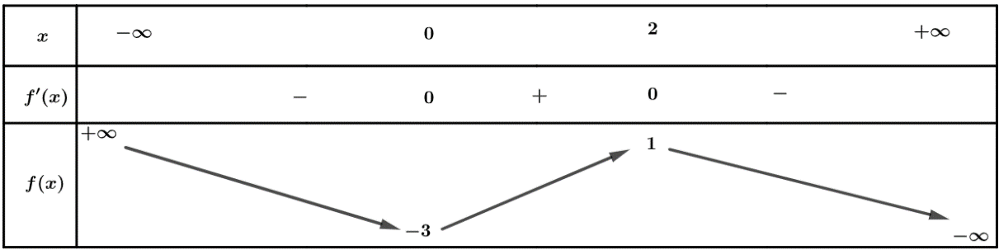 x −∞ 0 2 +∞
f′(x) − 0 + 0 −
+∞ 1
f(x)
−3 −∞